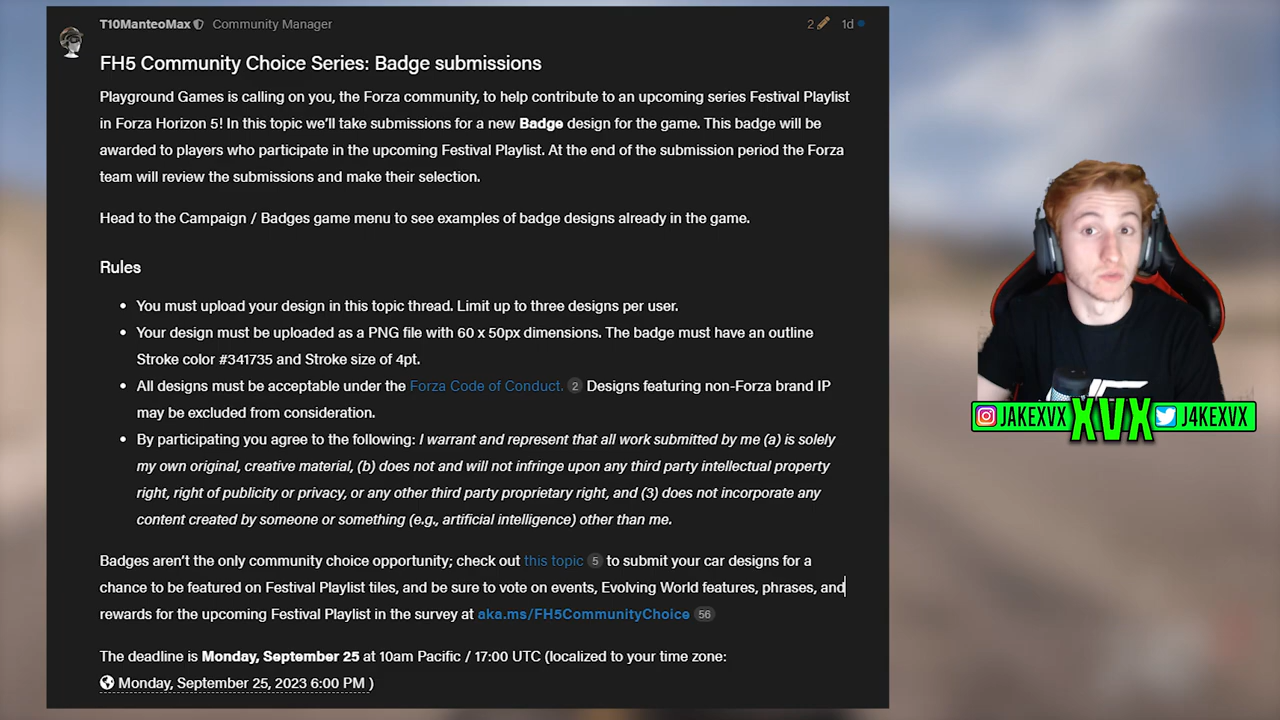 T10ManteoMax Community Manager 2 1d
FH5 Community Choice Series: Badge submissions
Playground Games is calling on you, the Forza community, to help contribute to an upcoming series Festival Playlist
in Forza Horizon 5! In this topic we'll take submissions for a new Badge design for the game. This badge will be
awarded to players who participate in the upcoming Festival Playlist. At the end of the submission period the Forza
team will review the submissions and make their selection.
Head to the Campaign / Badges game menu to see examples of badge designs already in the game.
Rules
• You must upload your design in this topic thread. Limit up to three designs per user.
• Your design must be uploaded as a PNG file with 60 x 50px dimensions. The badge must have an outline
Stroke color #341735 and Stroke size of 4pt.
• All designs must be acceptable under the Forza Code of Conduct. 2 Designs featuring non-Forza brand IP
may be excluded from consideration.
• By participating you agree to the following: I warrant and represent that all work submitted by me (a) is solely
my own original, creative material, (b) does not and will not infringe upon any third party intellectual property
right, right of publicity or privacy, or any other third party proprietary right, and (3) does not incorporate any
content created by someone or something (e.g., artificial intelligence) other than me.
Badges aren't the only community choice opportunity; check out this topic 5 to submit your car designs for a
chance to be featured on Festival Playlist tiles, and be sure to vote on events, Evolving World features, phrases, and
rewards for the upcoming Festival Playlist in the survey at aka.ms/FH5CommunityChoice 56
The deadline is Monday, September 25 at 10am Pacific / 17:00 UTC (localized to your time zone:
Monday, September 25, 2023 6:00 PM )
JAKEXVX XVX J4KEXVX